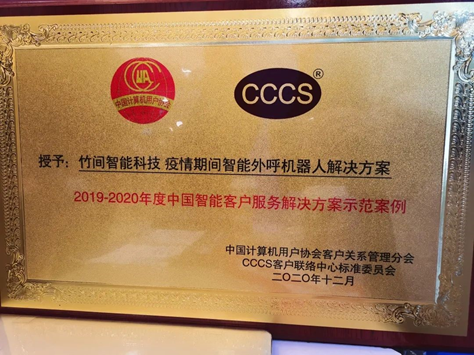 中国计算机用户协会
CCCS®
授予：竹间智能科技 疫情期间智能外呼机器人解决方案
2019-2020年度中国智能客户服务解决方案示范案例
中国计算机用户协会客户关系管理分会
CCCS客户联络中心标准委员会
二〇二〇年十二月